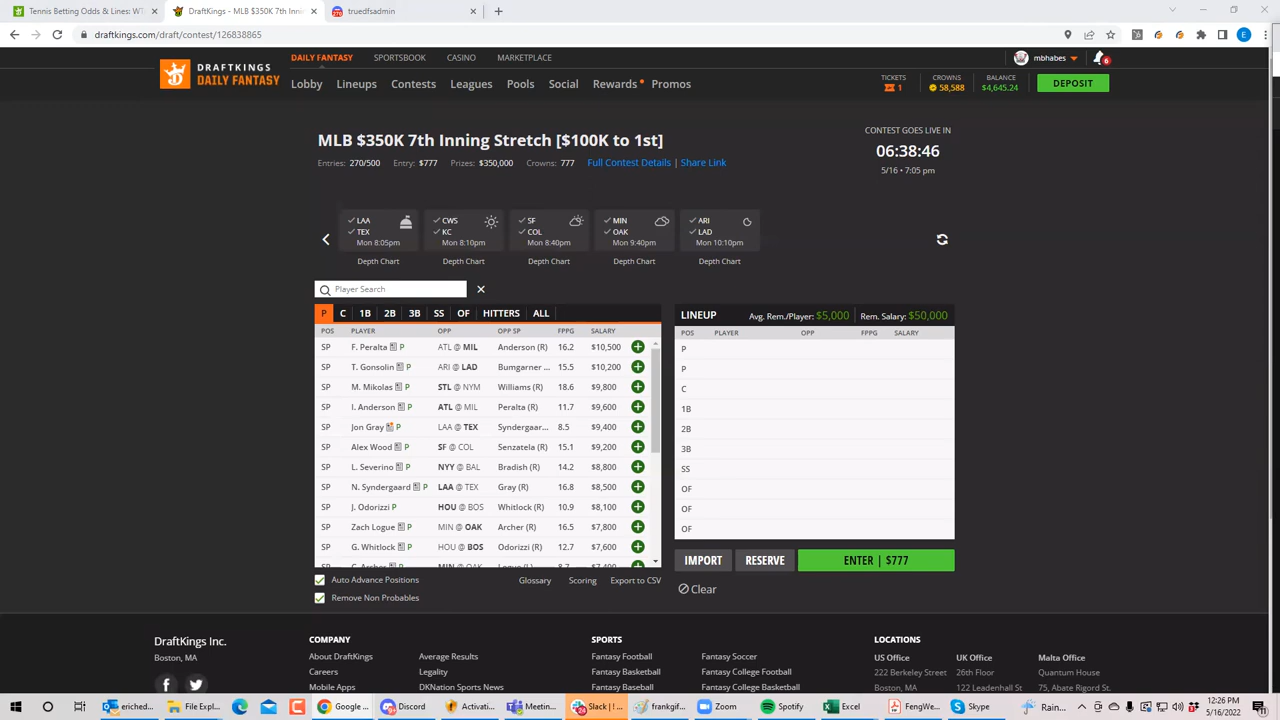 Tennis Betting Odds & Lines: WT
DraftKings - MLB $350K 7th Inn
truedfsadmin
draftkings.com/draft/contest/126838865
E
DRAFTKINGS
DAILY FANTASY
DAILY FANTASY SPORTSBOOK CASINO MARKETPLACE
mbhabes 6
Lobby Lineups Contests Leagues Pools Social Rewards Promos
TICKETS 1
CROWNS 58,588
BALANCE $4,645.24
DEPOSIT
MLB $350K 7th Inning Stretch [$100K to 1st]
Entries: 270/500 Entry: $777 Prizes: $350,000 Crowns: 777 Full Contest Details | Share Link
CONTEST GOES LIVE IN
06:38:46
5/16 • 7:05 pm
LAA
TEX
Mon 8:05pm
Depth Chart
CWS
KC
Mon 8:10pm
Depth Chart
SF
COL
Mon 8:40pm
Depth Chart
MIN
OAK
Mon 9:40pm
Depth Chart
ARI
LAD
Mon 10:10pm
Depth Chart
Player Search
P C 1B 2B 3B SS OF HITTERS ALL
POS PLAYER OPP OPP SP FPPG SALARY
SP F. Peralta P ATL @ MIL Anderson (R) 16.2 $10,500
SP T. Gonsolin P ARI @ LAD Bumgarner ... 15.5 $10,200
SP M. Mikolas P STL @ NYM Williams (R) 18.6 $9,800
SP I. Anderson P ATL @ MIL Peralta (R) 11.7 $9,600
SP Jon Gray P LAA @ TEX Syndergaar... 8.5 $9,400
SP Alex Wood P SF @ COL Senzatela (R) 15.1 $9,200
SP L. Severino P NYY @ BAL Bradish (R) 14.2 $8,800
SP N. Syndergaard P LAA @ TEX Gray (R) 16.8 $8,500
SP J. Odorizzi P HOU @ BOS Whitlock (R) 10.9 $8,100
SP Zach Logue P MIN @ OAK Archer (R) 16.5 $7,800
SP G. Whitlock P HOU @ BOS Odorizzi (R) 12.7 $7,600
Auto Advance Positions
Remove Non Probables
Glossary Scoring Export to CSV
LINEUP Avg. Rem./Player: $5,000 Rem. Salary: $50,000
POS PLAYER OPP FPPG SALARY
P
P
C
1B
2B
3B
SS
OF
OF
OF
IMPORT RESERVE ENTER | $777
Clear
DraftKings Inc.
Boston, MA
COMPANY
About DraftKings Average Results
Careers Legality
Mobile Apps DKNation Sports News
SPORTS
Fantasy Football Fantasy Soccer
Fantasy Basketball Fantasy College Football
Fantasy Baseball Fantasy College Basketball
LOCATIONS
US Office UK Office Malta Office
222 Berkeley Street 26th Floor Quantum House
Boston, MA 122 Leadenhall St 75, Abate Rigord St.
eriched... File Expl... Google ... Discord Activati... Meetin... Slack | ! ... frankgif... Zoom Spotify Excel FengWe... Skype Rain...
12:26 PM
5/16/2022